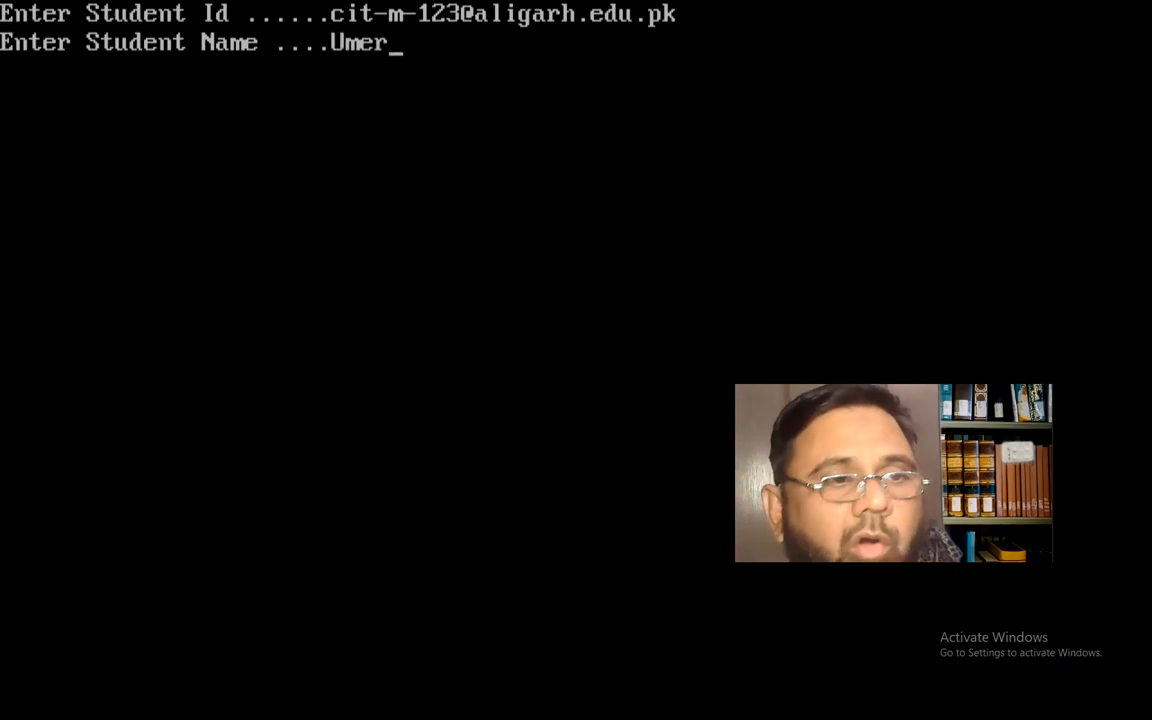 Enter Student Id ......cit-m-123@aligarh.edu.pk
Enter Student Name ....Umer_
Activate Windows
Go to Settings to activate Windows.